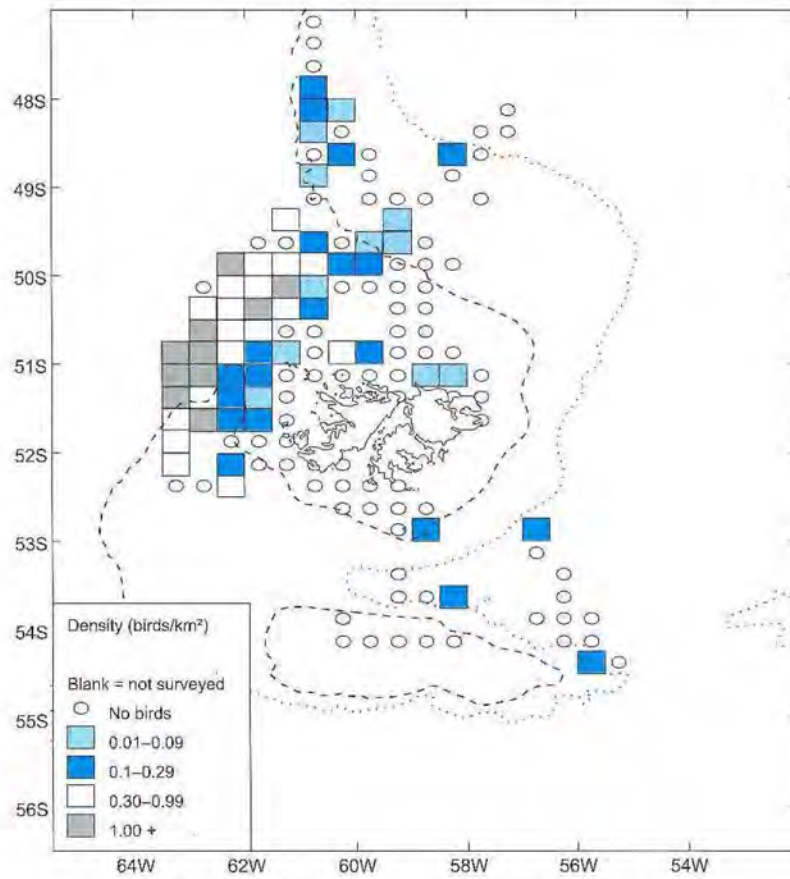 48S
49S
50S
51S
52S
53S
54S
55S
56S
Density (birds/km²)
Blank = not surveyed
No birds
0.01–0.09
0.1–0.29
0.30–0.99
1.00 +
64W 62W 60W 58W 56W 54W